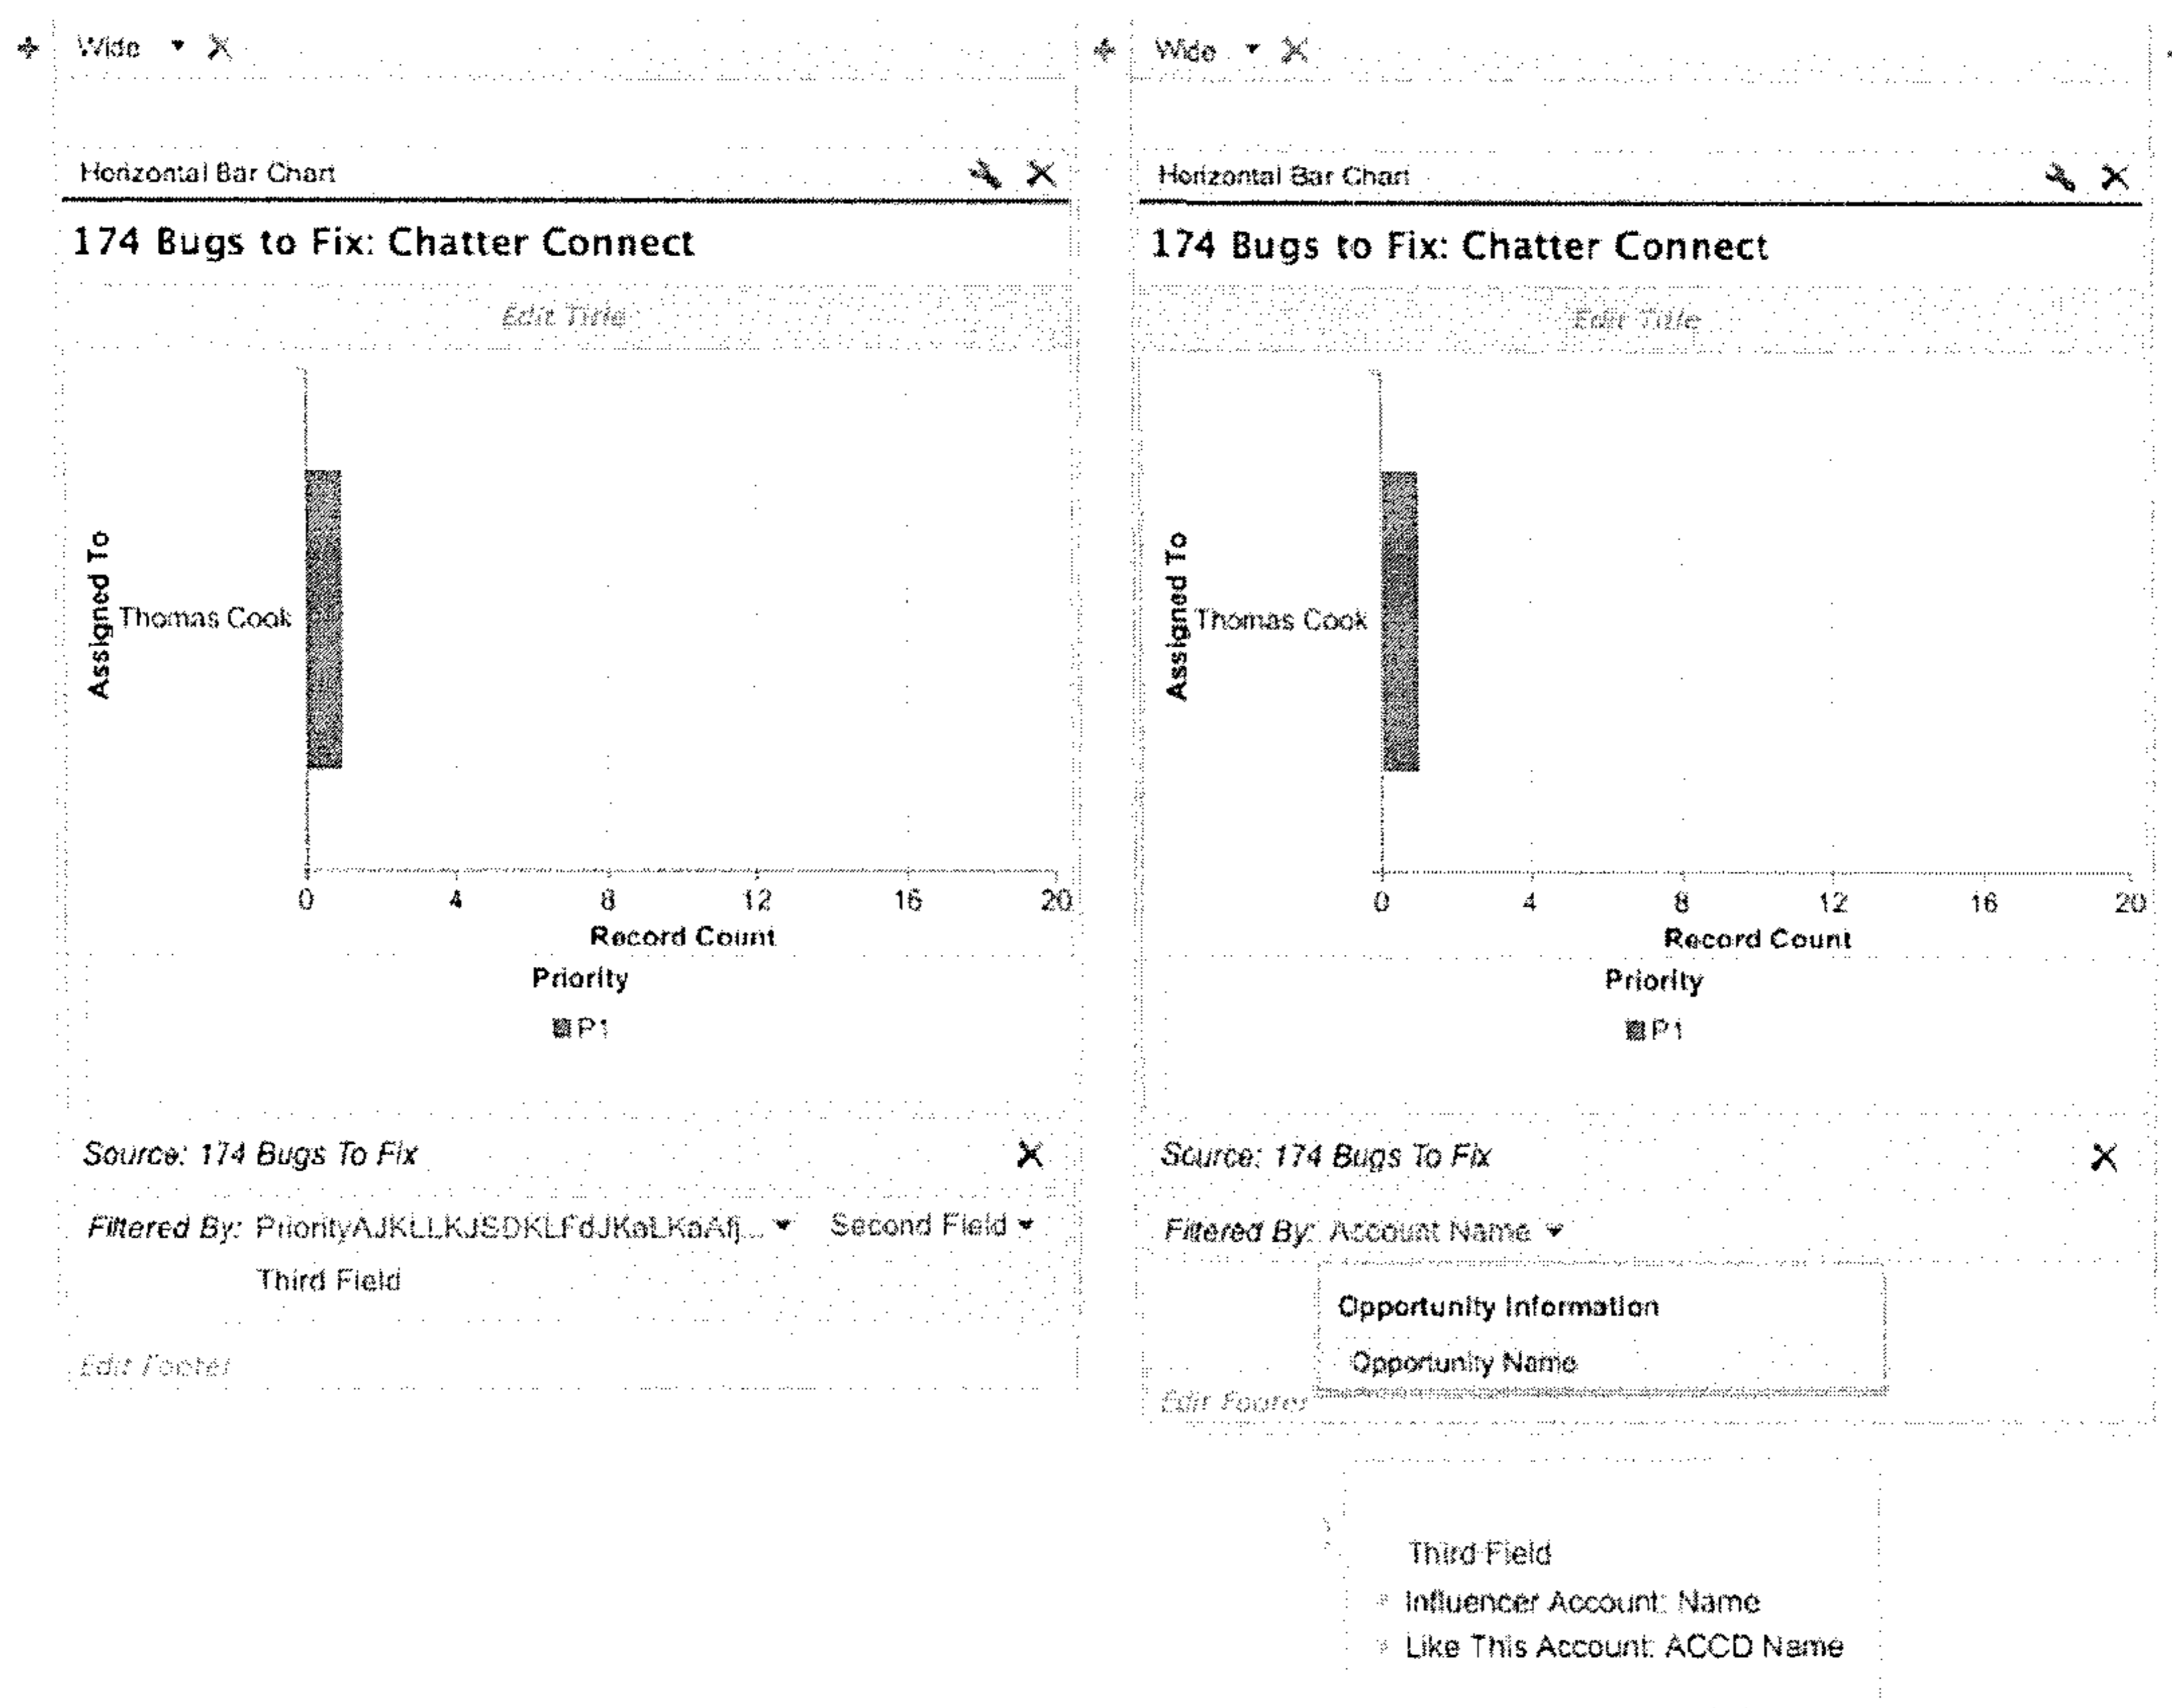 Wide
Horizontal Bar Chart
174 Bugs to Fix: Chatter Connect
Edit Title
Assigned To
Thomas Cook
0 4 8 12 16 20
Record Count
Priority
P1
Source: 174 Bugs To Fix
Filtered By: PriorityAJKLLKJSDKLFdJKaLKaAfj... Second Field
Third Field
Edit Footer
Wide
Horizontal Bar Chart
174 Bugs to Fix: Chatter Connect
Edit Title
Assigned To
Thomas Cook
0 4 8 12 16 20
Record Count
Priority
P1
Source: 174 Bugs To Fix
Filtered By: Account Name
Opportunity Information
Opportunity Name
Edit Footer
Third Field
Influencer Account: Name
Like This Account: ACCD Name